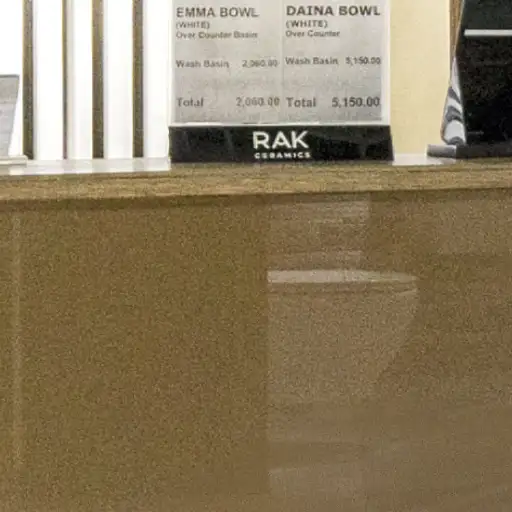 EMMA BOWL
(WHITE)
Over Counter Basin
Wash Basin 2,060.00
Total 2,060.00
DAINA BOWL
(WHITE)
Over Counter
Wash Basin 5,150.00
Total 5,150.00
RAK
CERAMICS